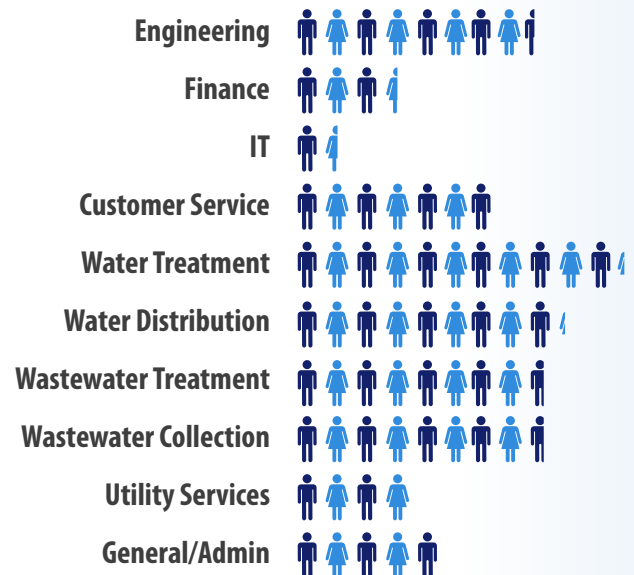 Engineering
Finance
IT
Customer Service
Water Treatment
Water Distribution
Wastewater Treatment
Wastewater Collection
Utility Services
General/Admin